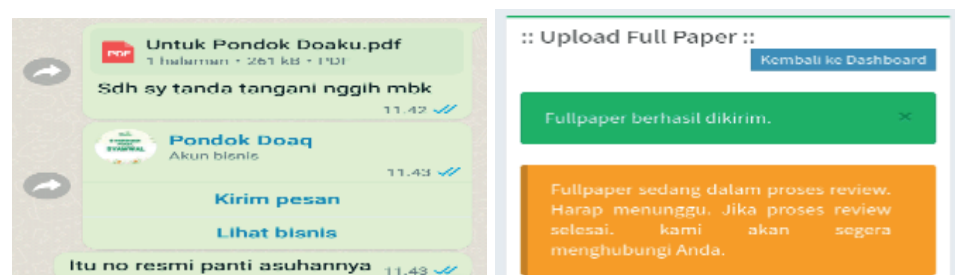 Untuk Pondok Doaku.pdf
1 halaman • 261 kB • PDF
Sdh sy tanda tangani nggih mbk
11.42
Pondok Doaq
Akun bisnis
11.43
Kirim pesan
Lihat bisnis
Itu no resmi panti asuhannya 11.43
:: Upload Full Paper ::
Kembali ke Dashboard
Fullpaper berhasil dikirim. ×
Fullpaper sedang dalam proses review.
Harap menunggu. Jika proses review
selesai. kami akan segera
menghubungi Anda.